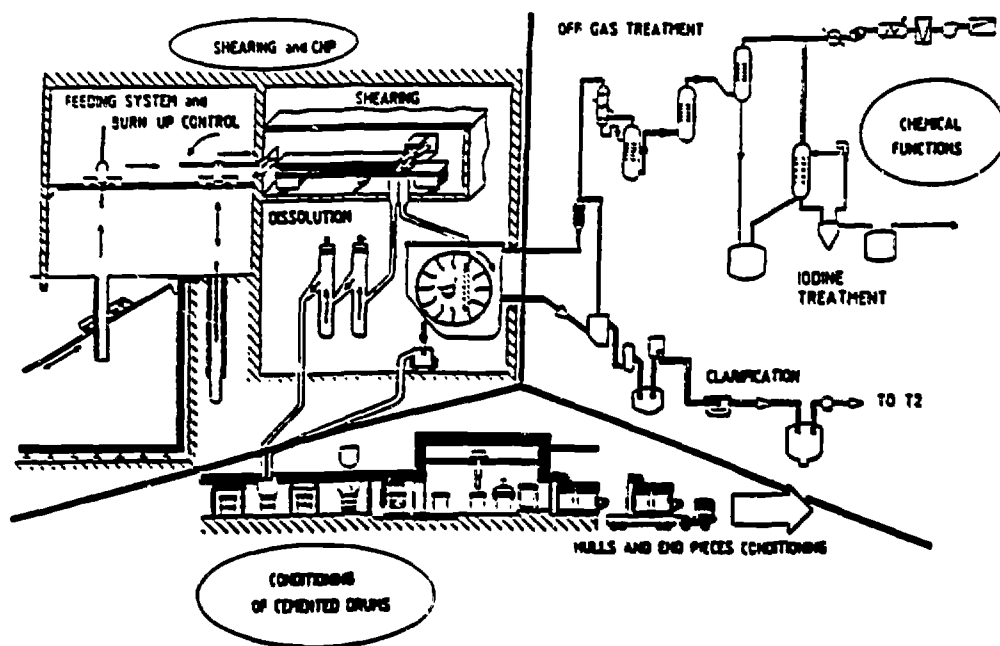 SHEARING and CHP
OFF GAS TREATMENT
FEEDING SYSTEM and
BURN UP CONTROL
SHEARING
CHEMICAL
FUNCTIONS
DISSOLUTION
IODINE
TREATMENT
CLARIFICATION
TO T2
HULLS AND END PIECES CONDITIONING
CONDITIONING
OF CEMENTED DRUMS